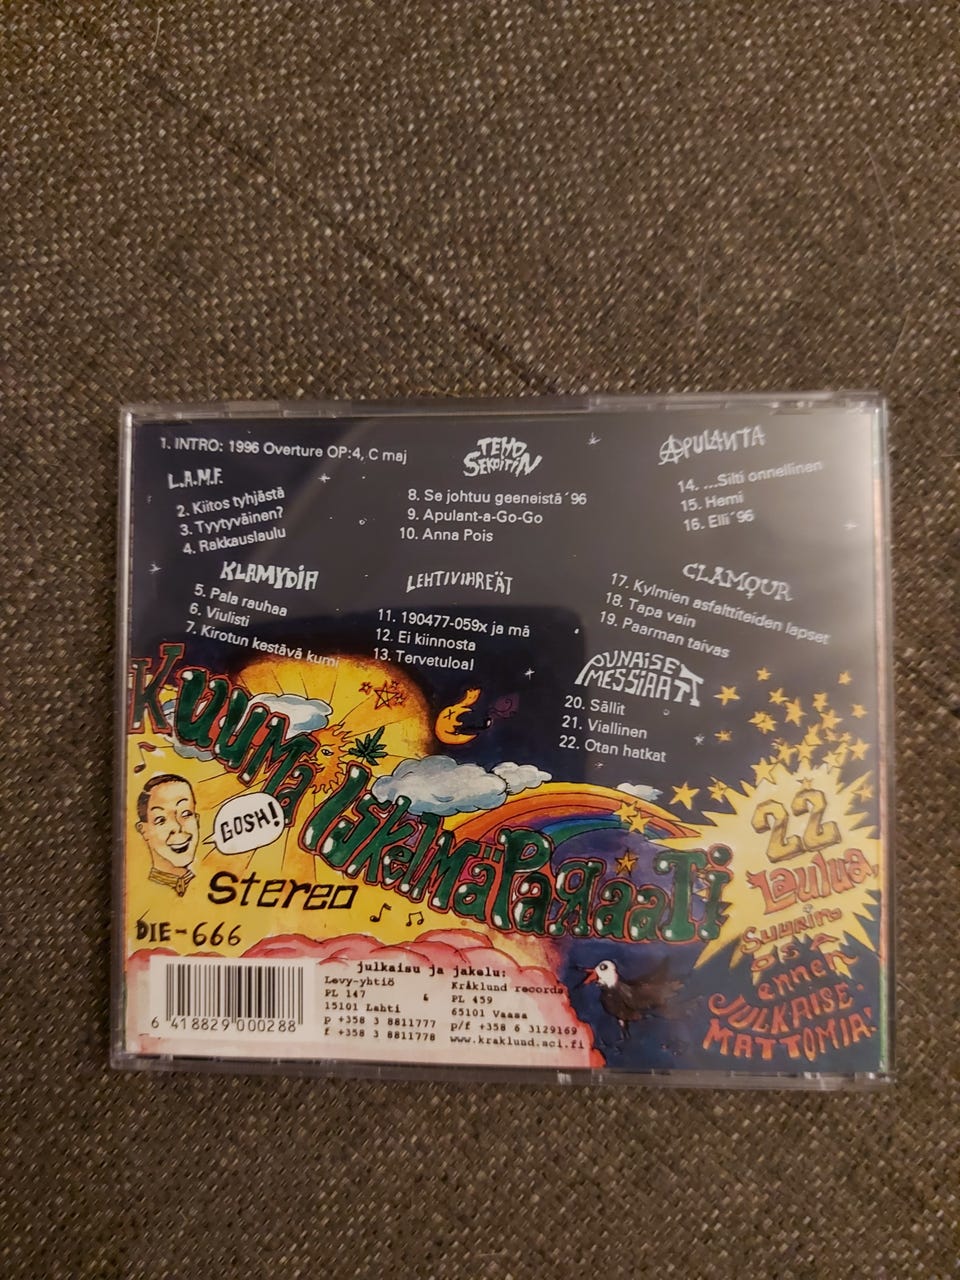 1. INTRO: 1996 Overture OP:4, C maj
L.A.M.F.
2. Kiitos tyhjästä
3. Tyytyväinen?
4. Rakkauslaulu
KLAMYDIA
5. Pala rauhaa
6. Viulisti
7. Kirotun kestävä kumi
TEHO
SEKOITIN
8. Se johtuu geeneistä´96
9. Apulant-a-Go-Go
10. Anna Pois
LEHTIVIHREÄT
11. 190477-059x ja mä
12. Ei kiinnosta
13. Tervetuloa!
APULANTA
14. ...Silti onnellinen
15. Hemi
16. Elli´96
CLAMOUR
17. Kylmien asfalttiteiden lapset
18. Tapa vain
19. Paarman taivas
PUNAISET
MESSIAAT
20. Sällit
21. Viallinen
22. Otan hatkat
KUUMA ISKELMÄPARAATI
GOSH!
Stereo
DIE-666
22
Laulua,
SUURIN
OSA
ennen
JULKAISE-
MATTOMIA!
6 418829 000288
julkaisu ja jakelu:
Levy-yhtiö
PL 147 &
15101 Lahti
p +358 3 8811777
f +358 3 8811778
Kråklund records
PL 459
65101 Vaasa
p/f +358 6 3129169
www.kraklund.aci.fi